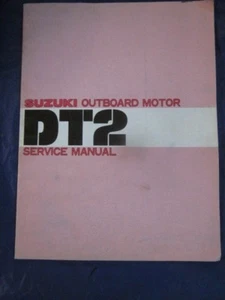 SUZUKI OUTBOARD MOTOR
DT2
SERVICE MANUAL